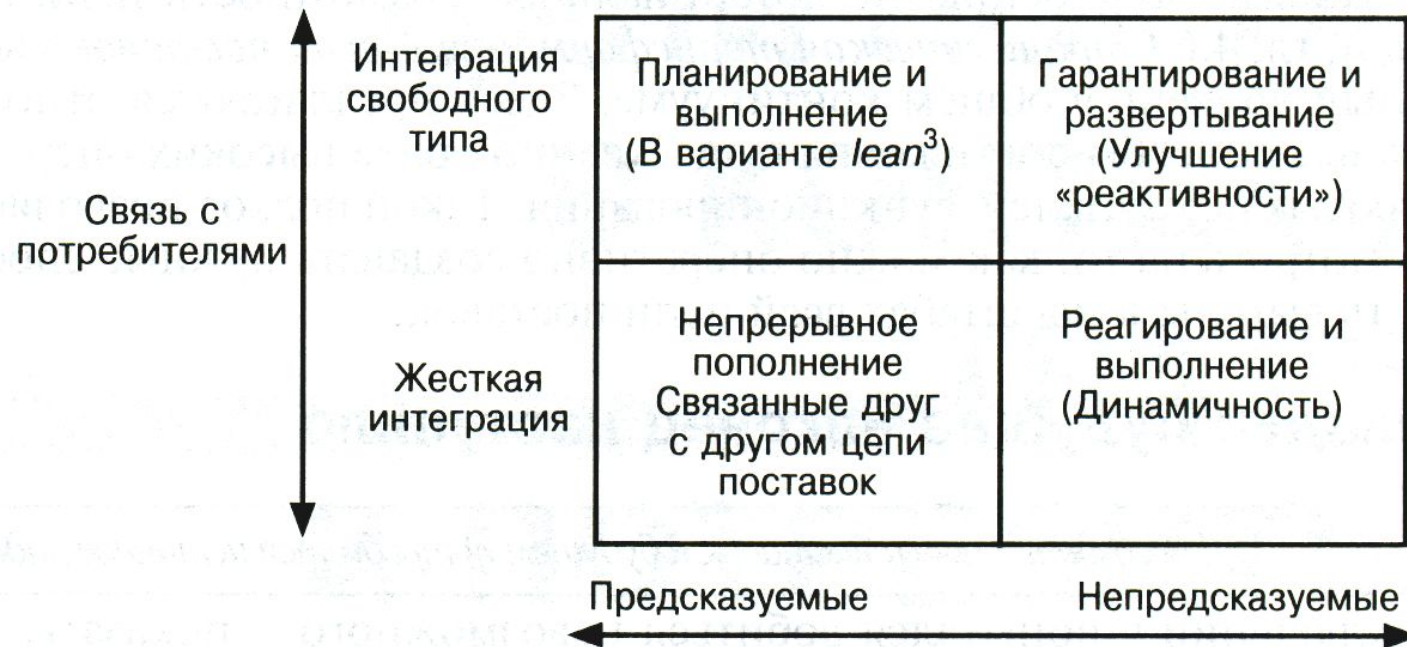 Интеграция
свободного
типа
Планирование и
выполнение
(В варианте lean³)
Гарантирование и
развертывание
(Улучшение
«реактивности»)
Связь с
потребителями
Жесткая
интеграция
Непрерывное
пополнение
Связанные друг
с другом цепи
поставок
Реагирование и
выполнение
(Динамичность)
Предсказуемые
Непредсказуемые